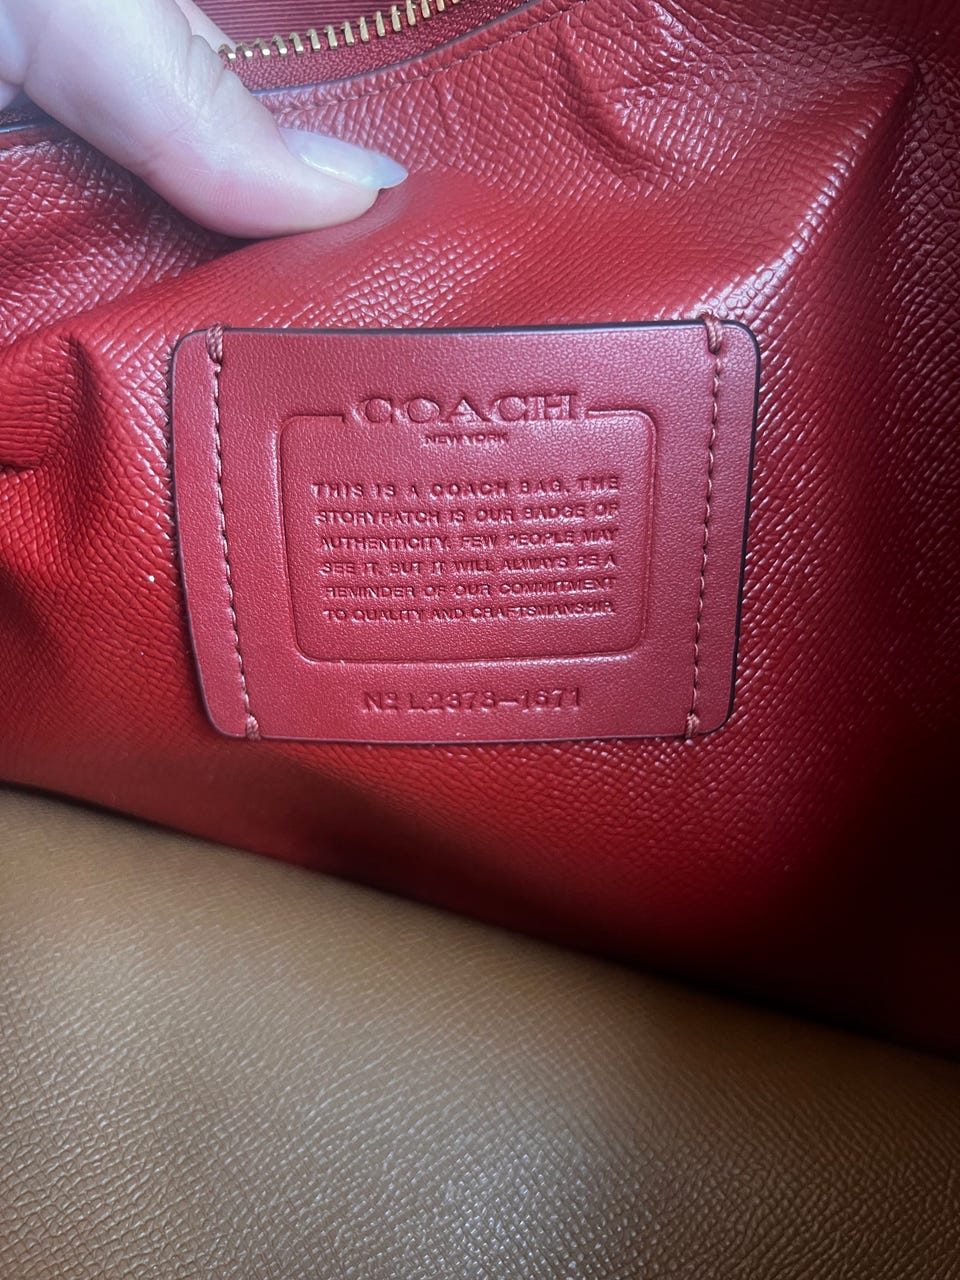 COACH
NEW YORK
THIS IS A COACH BAG. THE
STORYPATCH IS OUR BADGE OF
AUTHENTICITY. FEW PEOPLE MAY
SEE IT, BUT IT WILL ALWAYS BE A
REMINDER OF OUR COMMITMENT
TO QUALITY AND CRAFTSMANSHIP.
Nº L2373-1671